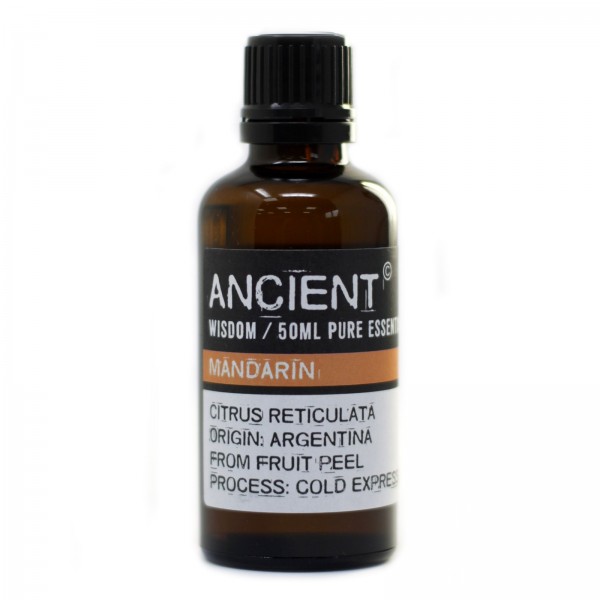 ANCIENT©
WISDOM / 50ML PURE ESSENT
MANDARIN
CITRUS RETICULATA
ORIGIN: ARGENTINA
FROM FRUIT PEEL
PROCESS: COLD EXPRESS